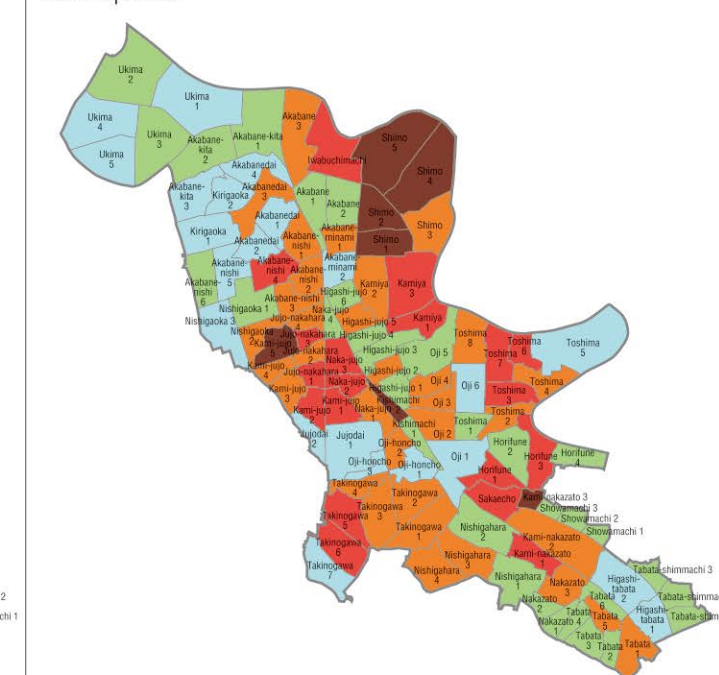 Ukima
2
Ukima
1
Ukima
4
Ukima
3
Ukima
5
Akabane-
kita
2
Akabane-kita
1
Akabane
3
Iwabuchimachi
Shimo
5
Shimo
4
Shimo
2
Shimo
1
Shimo
3
Akabanedai
4
Akabanedai
3
Akabane-
kita
3
Kirigaoka
2
Akabane
1
Akabane
2
Akabanedai
1
Kirigaoka
1
Akabanedai
2
Akabane-
nishi
1
Akabane-
minami
1
Akabane-
nishi
5
Akabane-
nishi
4
Akabane-
nishi
2
Akabane-
minami
2
Akabane-
nishi
6
Kamiya
2
Kamiya
3
Kamiya
1
Higashi-jujo
6
Akabane-nishi
3
Nishigaoka 1
Nishigaoka 3
Nishigaoka
2
Naka-jujo
4
Jujo-nakahara
4
Higashi-jujo 5
Higashi-jujo 4
Jujo-nakahara
3
Kami-jujo
5
Jujo-nakahara
2
Higashi-jujo 3
Oji 5
Toshima
8
Toshima
7
Toshima
6
Toshima
5
Kami-jujo
4
Naka-jujo
3
Higashi-jujo 2
Jujo-nakahara
1
Naka-jujo
2
Higashi-jujo 1
Oji 4
Oji 6
Toshima
4
Toshima
3
Kami-jujo
3
Kami-jujo
2
Kami-jujo
1
Naka-jujo
1
Kishimachi
2
Oji 3
Toshima
2
Toshima
1
Kishimachi
1
Oji 2
Jujodai
2
Jujodai
1
Oji-honcho
2
Oji-honcho
3
Oji-honcho
1
Oji 1
Horifune
2
Horifune
3
Horifune
4
Horifune
1
Takinogawa
4
Takinogawa
2
Takinogawa
3
Takinogawa
5
Takinogawa
1
Takinogawa
6
Takinogawa
7
Sakaecho
Kami-nakazato 3
Showamachi 3
Showamachi 2
Showamachi 1
Nishigahara
2
Kami-nakazato
2
Kami-nakazato
1
Nishigahara
3
Nishigahara
4
Nishigahara
1
Nakazato
3
Nakazato
2
Nakazato
1
Higashi-
tabata
2
Higashi-
tabata
1
Tabata-shimmachi 3
Tabata-shimma
Tabata-shim
Tabata
6
Tabata
5
Tabata
4
Tabata
3
Tabata
2
Tabata
1
2
chi 1